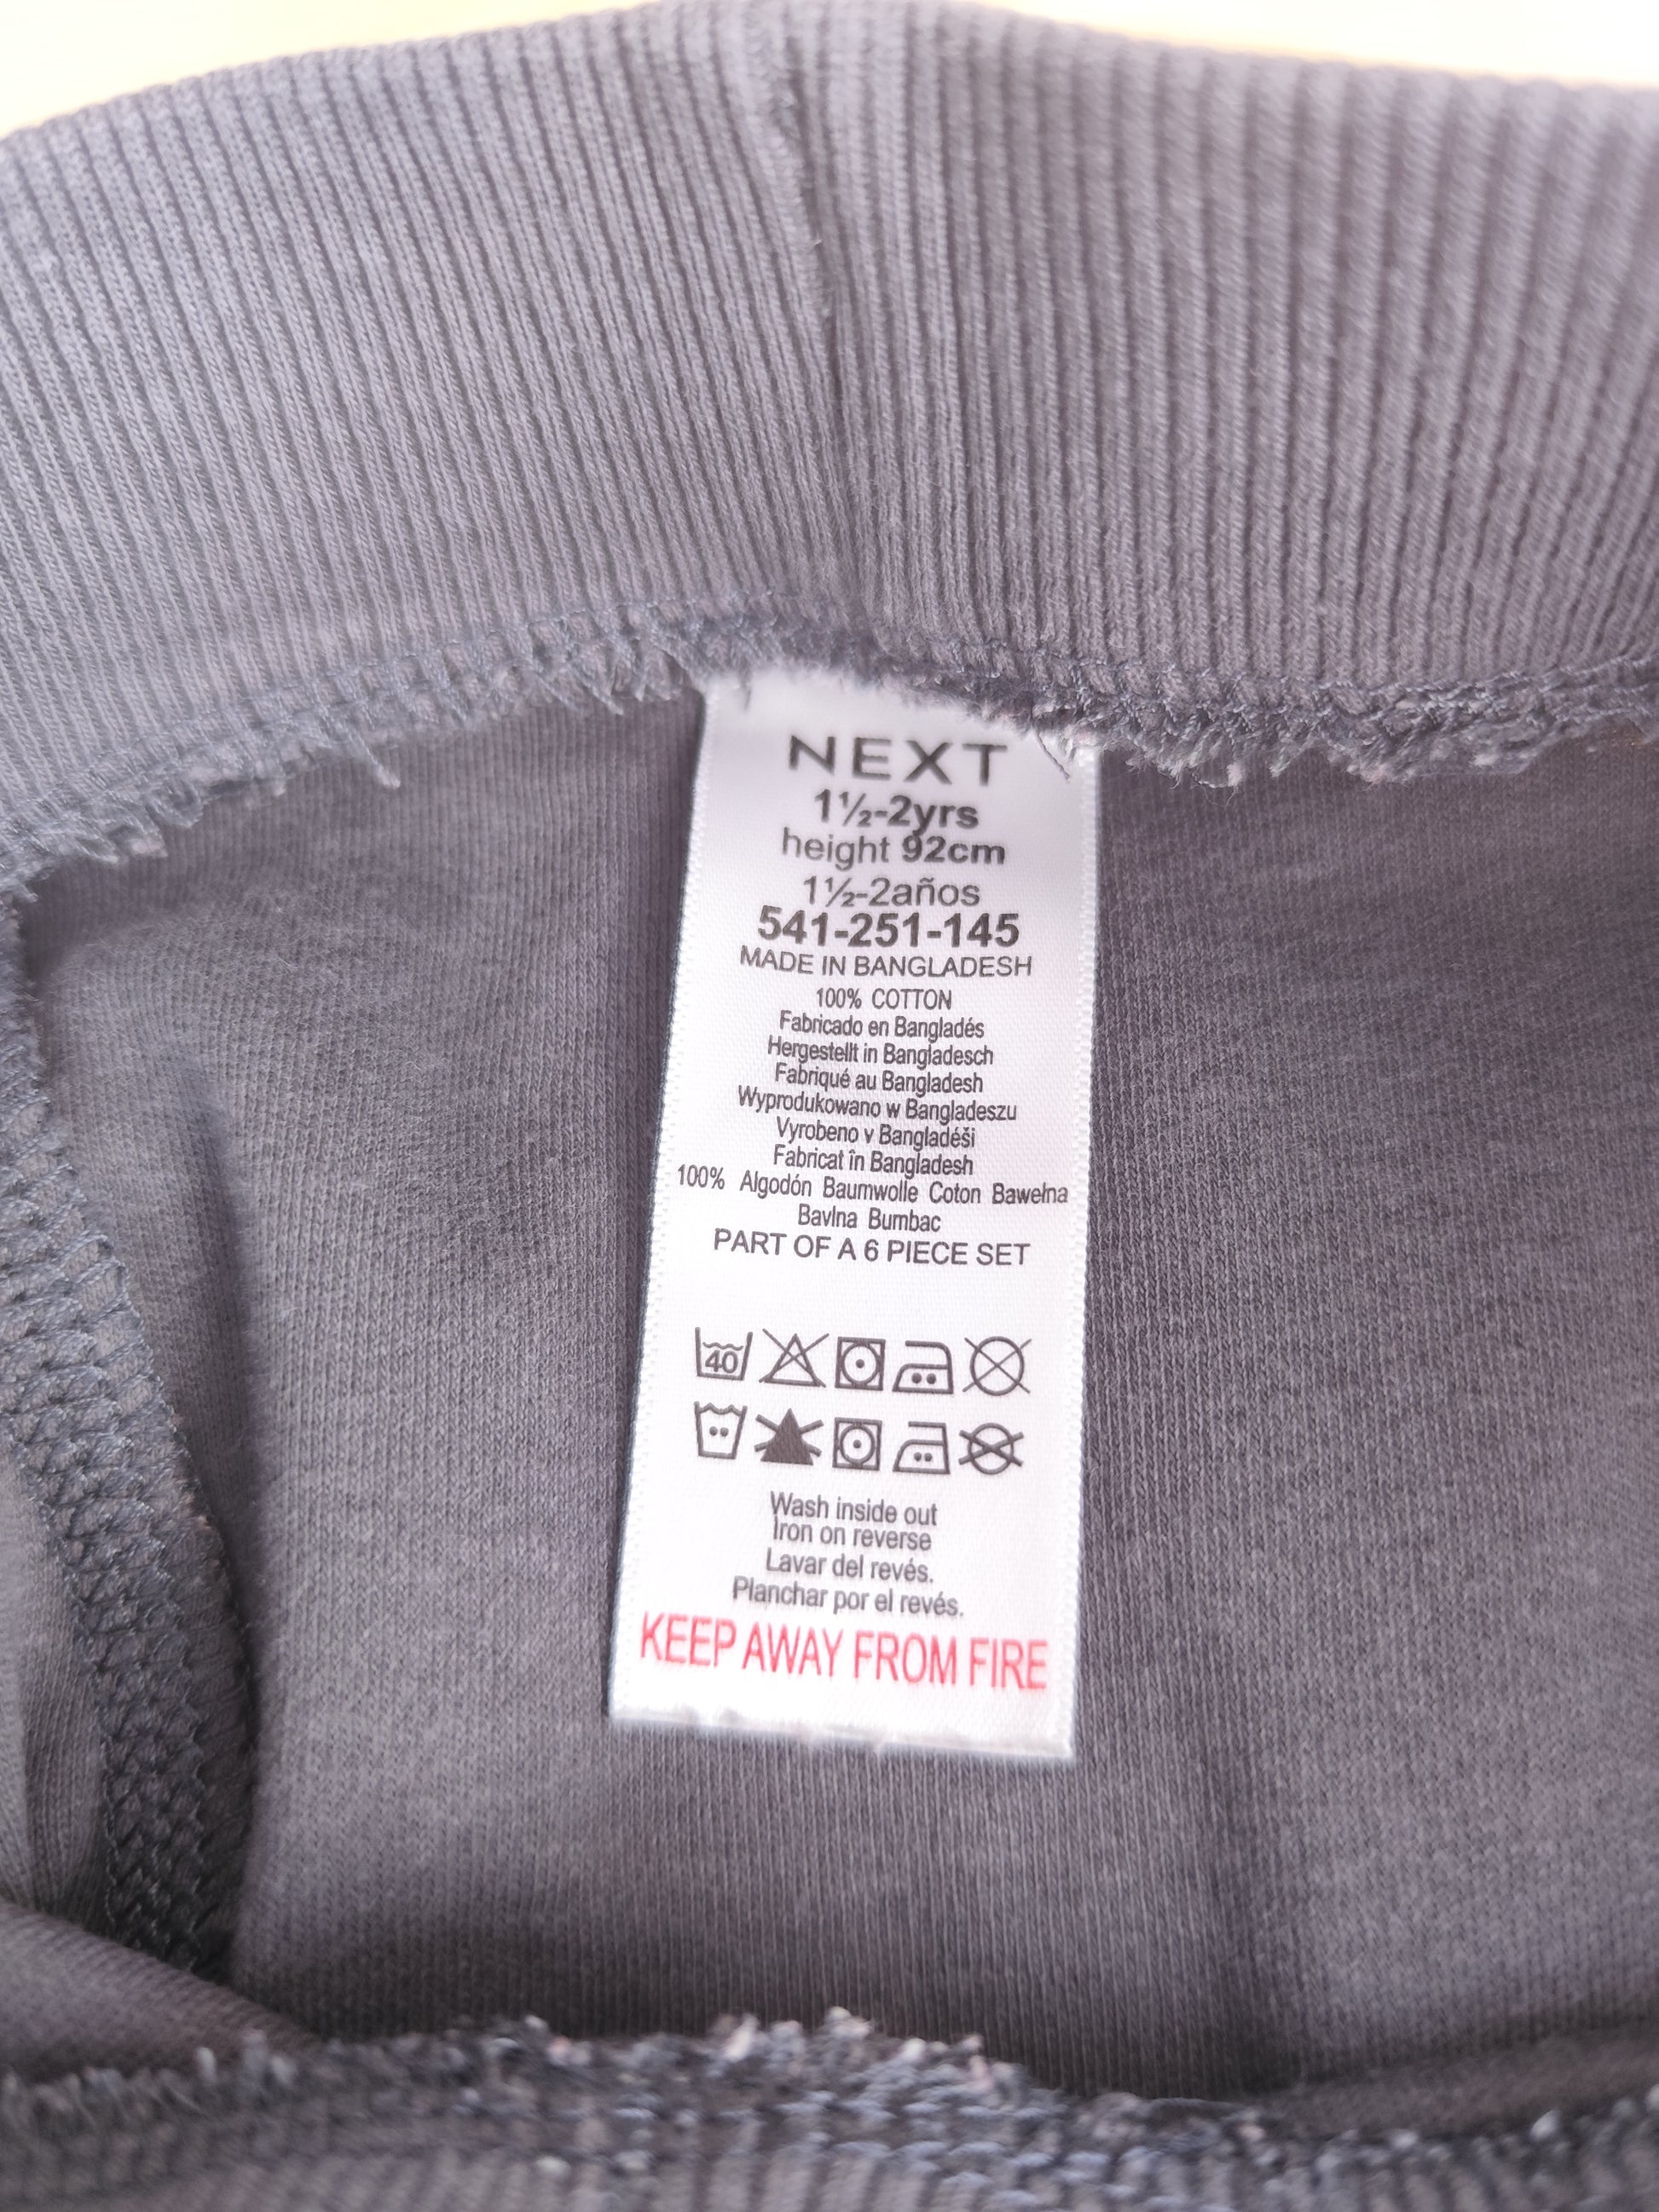 NEXT
1½-2yrs
height 92cm
1½-2años
541-251-145
MADE IN BANGLADESH
100% COTTON
Fabricado en Bangladés
Hergestellt in Bangladesch
Fabriqué au Bangladesh
Wyprodukowano w Bangladeszu
Vyrobeno v Bangladéši
Fabricat în Bangladesh
100% Algodón Baumwolle Coton Bawełna
Bavlna Bumbac
PART OF A 6 PIECE SET
40
Wash inside out
Iron on reverse
Lavar del revés.
Planchar por el revés.
KEEP AWAY FROM FIRE